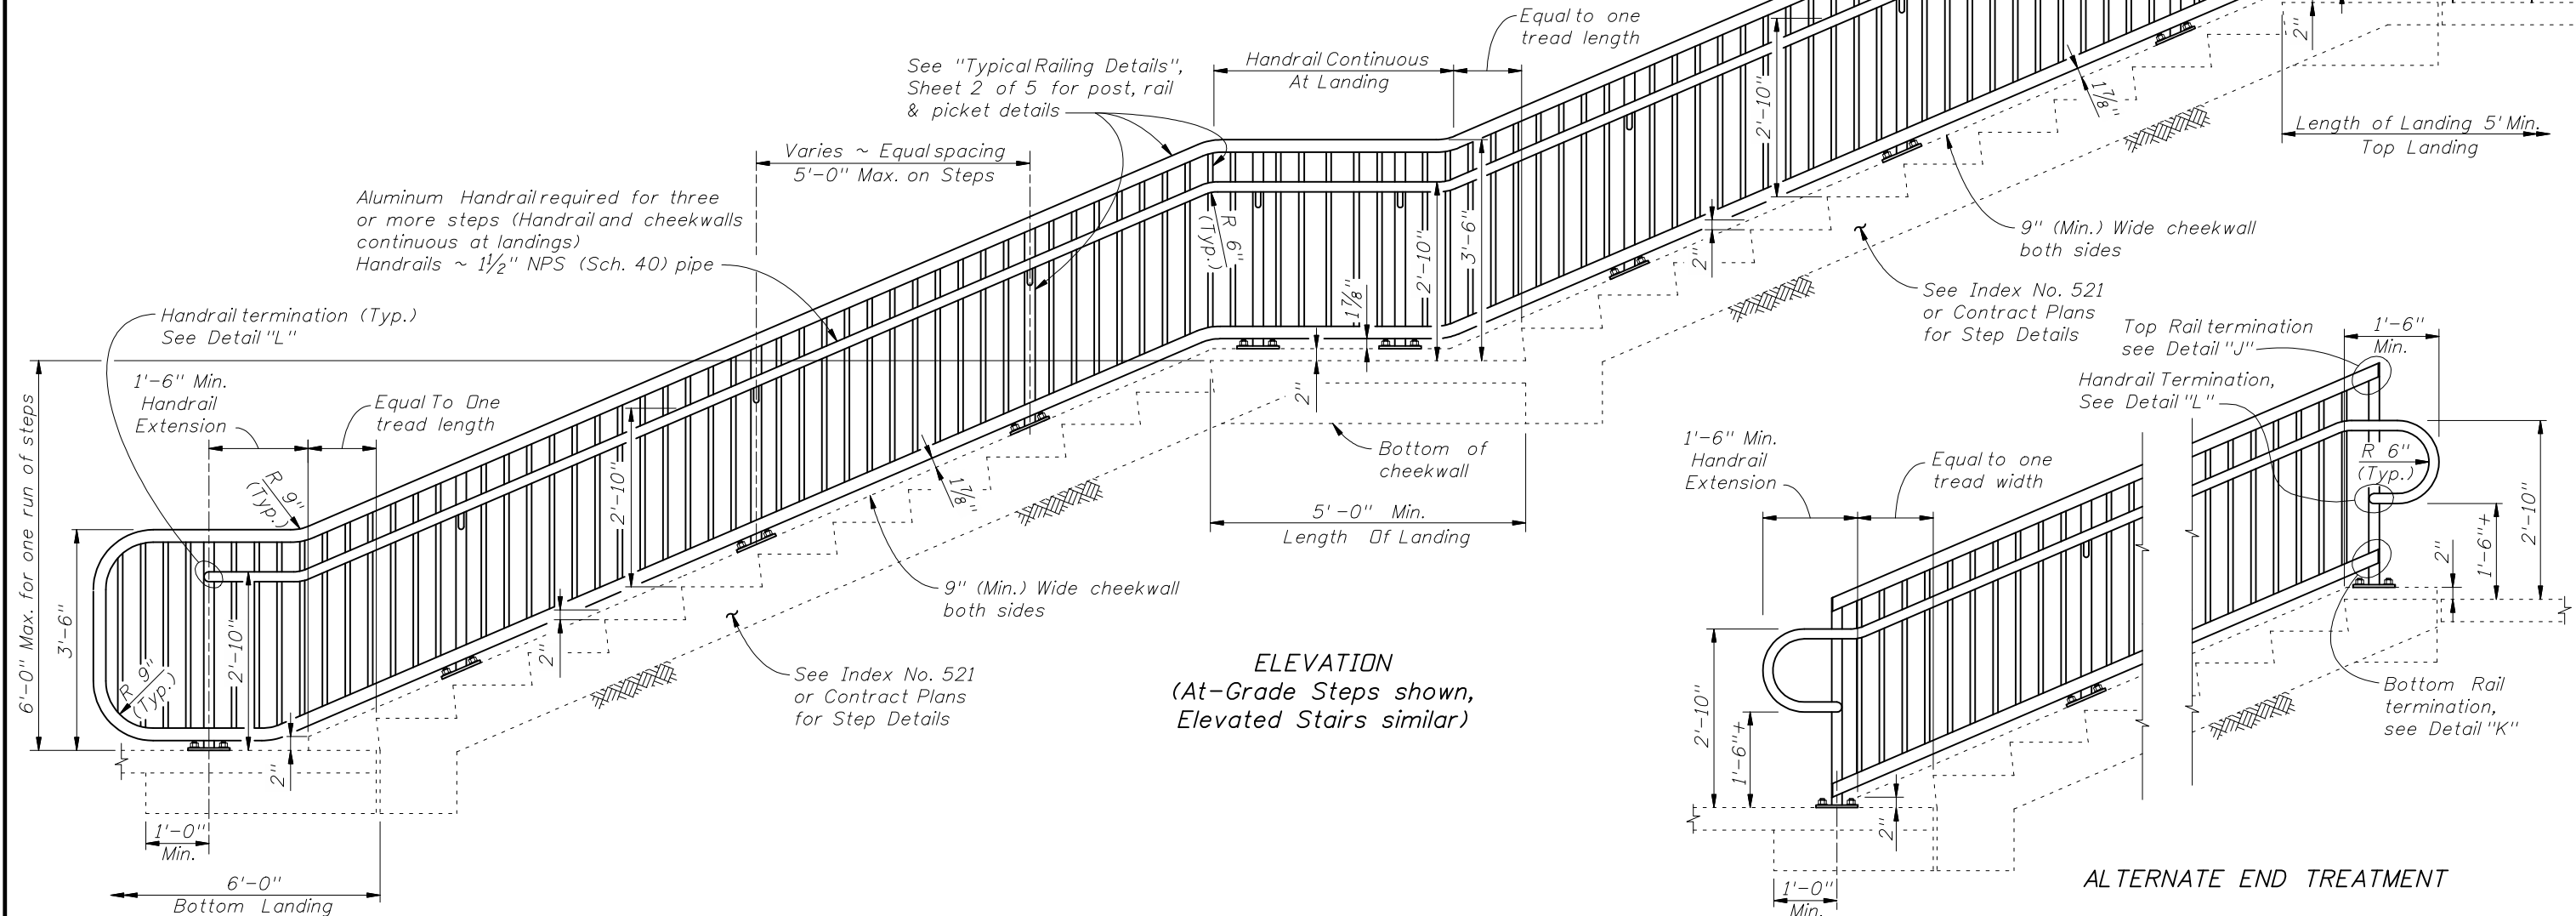 Equal to one
tread length
2"
See "Typical Railing Details",
Sheet 2 of 5 for post, rail
& picket details
Handrail Continuous
At Landing
2'-10"
1 7/8"
Length of Landing 5' Min.
Top Landing
Varies ~ Equal spacing
5'-0" Max. on Steps
Aluminum Handrail required for three
or more steps (Handrail and cheekwalls
continuous at landings)
Handrails ~ 1 1/2" NPS (Sch. 40) pipe
R 6"
(Typ.)
1 7/8"
2'-10"
3'-6"
2"
9" (Min.) Wide cheekwall
both sides
See Index No. 521
or Contract Plans
for Step Details
Handrail termination (Typ.)
See Detail "L"
Top Rail termination
see Detail "J"
1'-6"
Min.
Handrail Termination,
See Detail "L"
6'-0" Max. for one run of steps
1'-6" Min.
Handrail
Extension
Equal To One
tread length
2"
2'-10"
Bottom of
cheekwall
1'-6" Min.
Handrail
Extension
Equal to one
tread width
R 6"
(Typ.)
R 9"
(Typ.)
1 7/8"
5'-0" Min.
Length Of Landing
2"
1'-6"±
2'-10"
3'-6"
R 9"
(Typ.)
2'-10"
2"
2"
9" (Min.) Wide cheekwall
both sides
See Index No. 521
or Contract Plans
for Step Details
ELEVATION
(At-Grade Steps shown,
Elevated Stairs similar)
2'-10"
1'-6"±
2"
Bottom Rail
termination,
see Detail "K"
1'-0"
Min.
6'-0"
Bottom Landing
1'-0"
Min.
ALTERNATE END TREATMENT